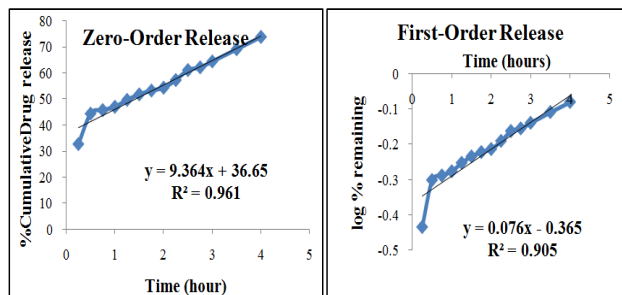 Zero-Order Release
%CumulativeDrug release
80
70
60
50
40
30
20
10
0
y = 9.364x + 36.65
R² = 0.961
0 1 2 3 4 5
Time (hour)
First-Order Release
Time (hours)
0 1 2 3 4 5
0
-0.1
-0.2
-0.3
-0.4
-0.5
log % remaining
y = 0.076x - 0.365
R² = 0.905